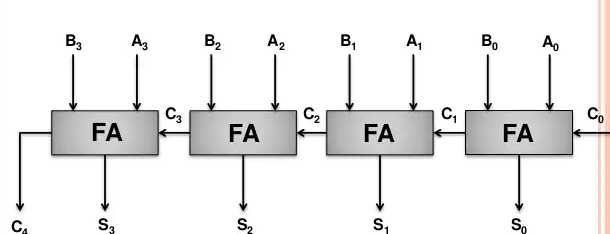 B₃ A₃ B₂ A₂ B₁ A₁ B₀ A₀
C₃ C₂ C₁ C₀
FA FA FA FA
C₄ S₃ S₂ S₁ S₀